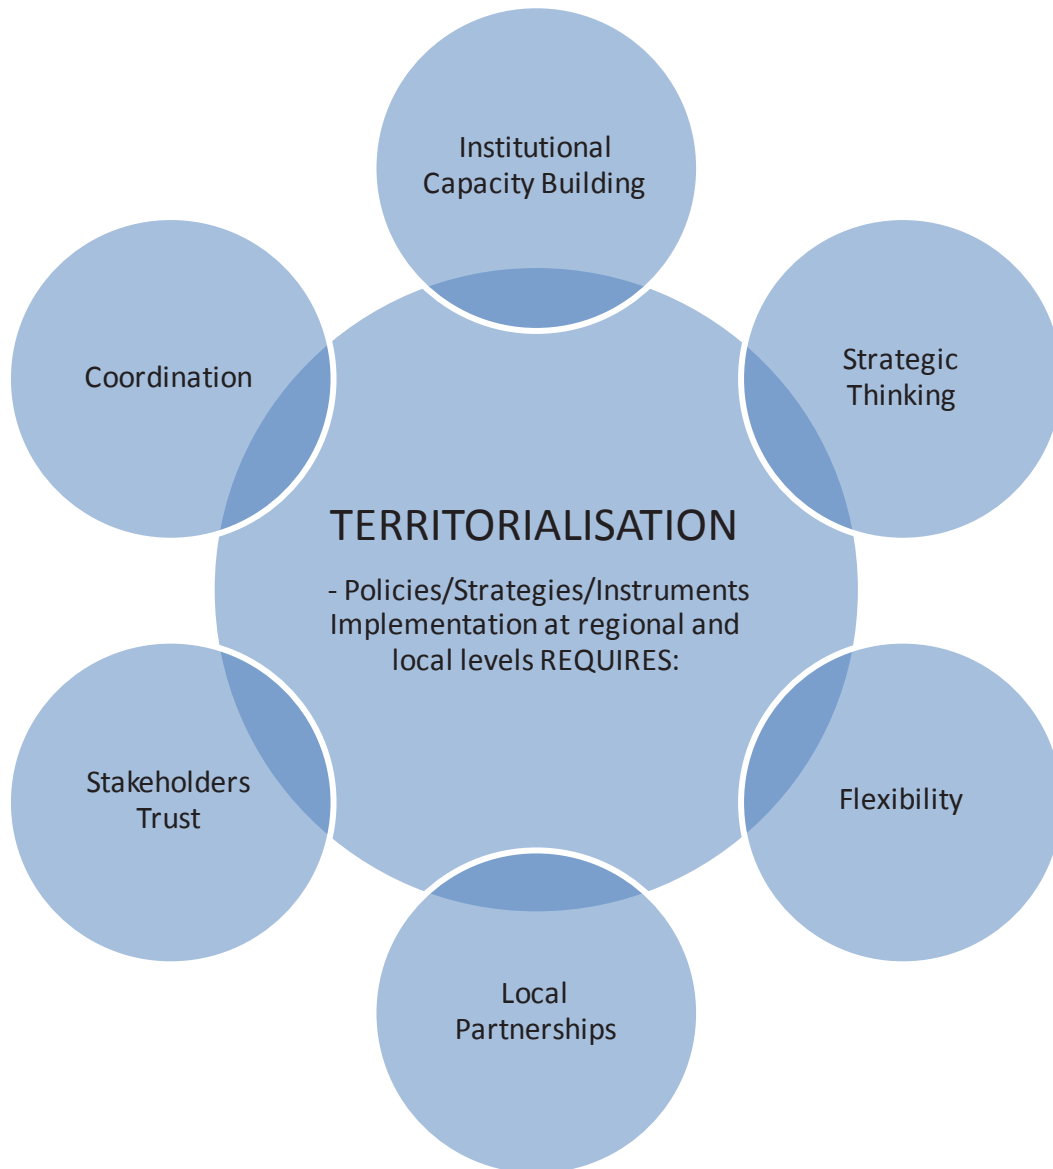 Institutional
Capacity Building
Coordination
Strategic
Thinking
TERRITORIALISATION
- Policies/Strategies/Instruments
Implementation at regional and
local levels REQUIRES:
Stakeholders
Trust
Flexibility
Local
Partnerships